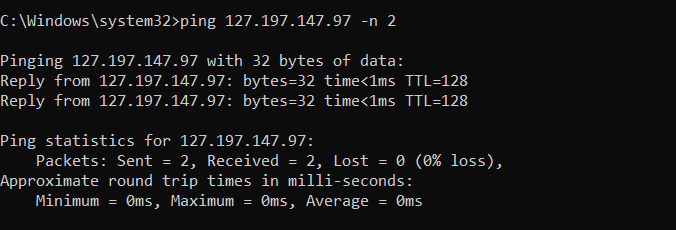 C:\Windows\system32>ping 127.197.147.97 -n 2
Pinging 127.197.147.97 with 32 bytes of data:
Reply from 127.197.147.97: bytes=32 time<1ms TTL=128
Reply from 127.197.147.97: bytes=32 time<1ms TTL=128
Ping statistics for 127.197.147.97:
    Packets: Sent = 2, Received = 2, Lost = 0 (0% loss),
Approximate round trip times in milli-seconds:
    Minimum = 0ms, Maximum = 0ms, Average = 0ms